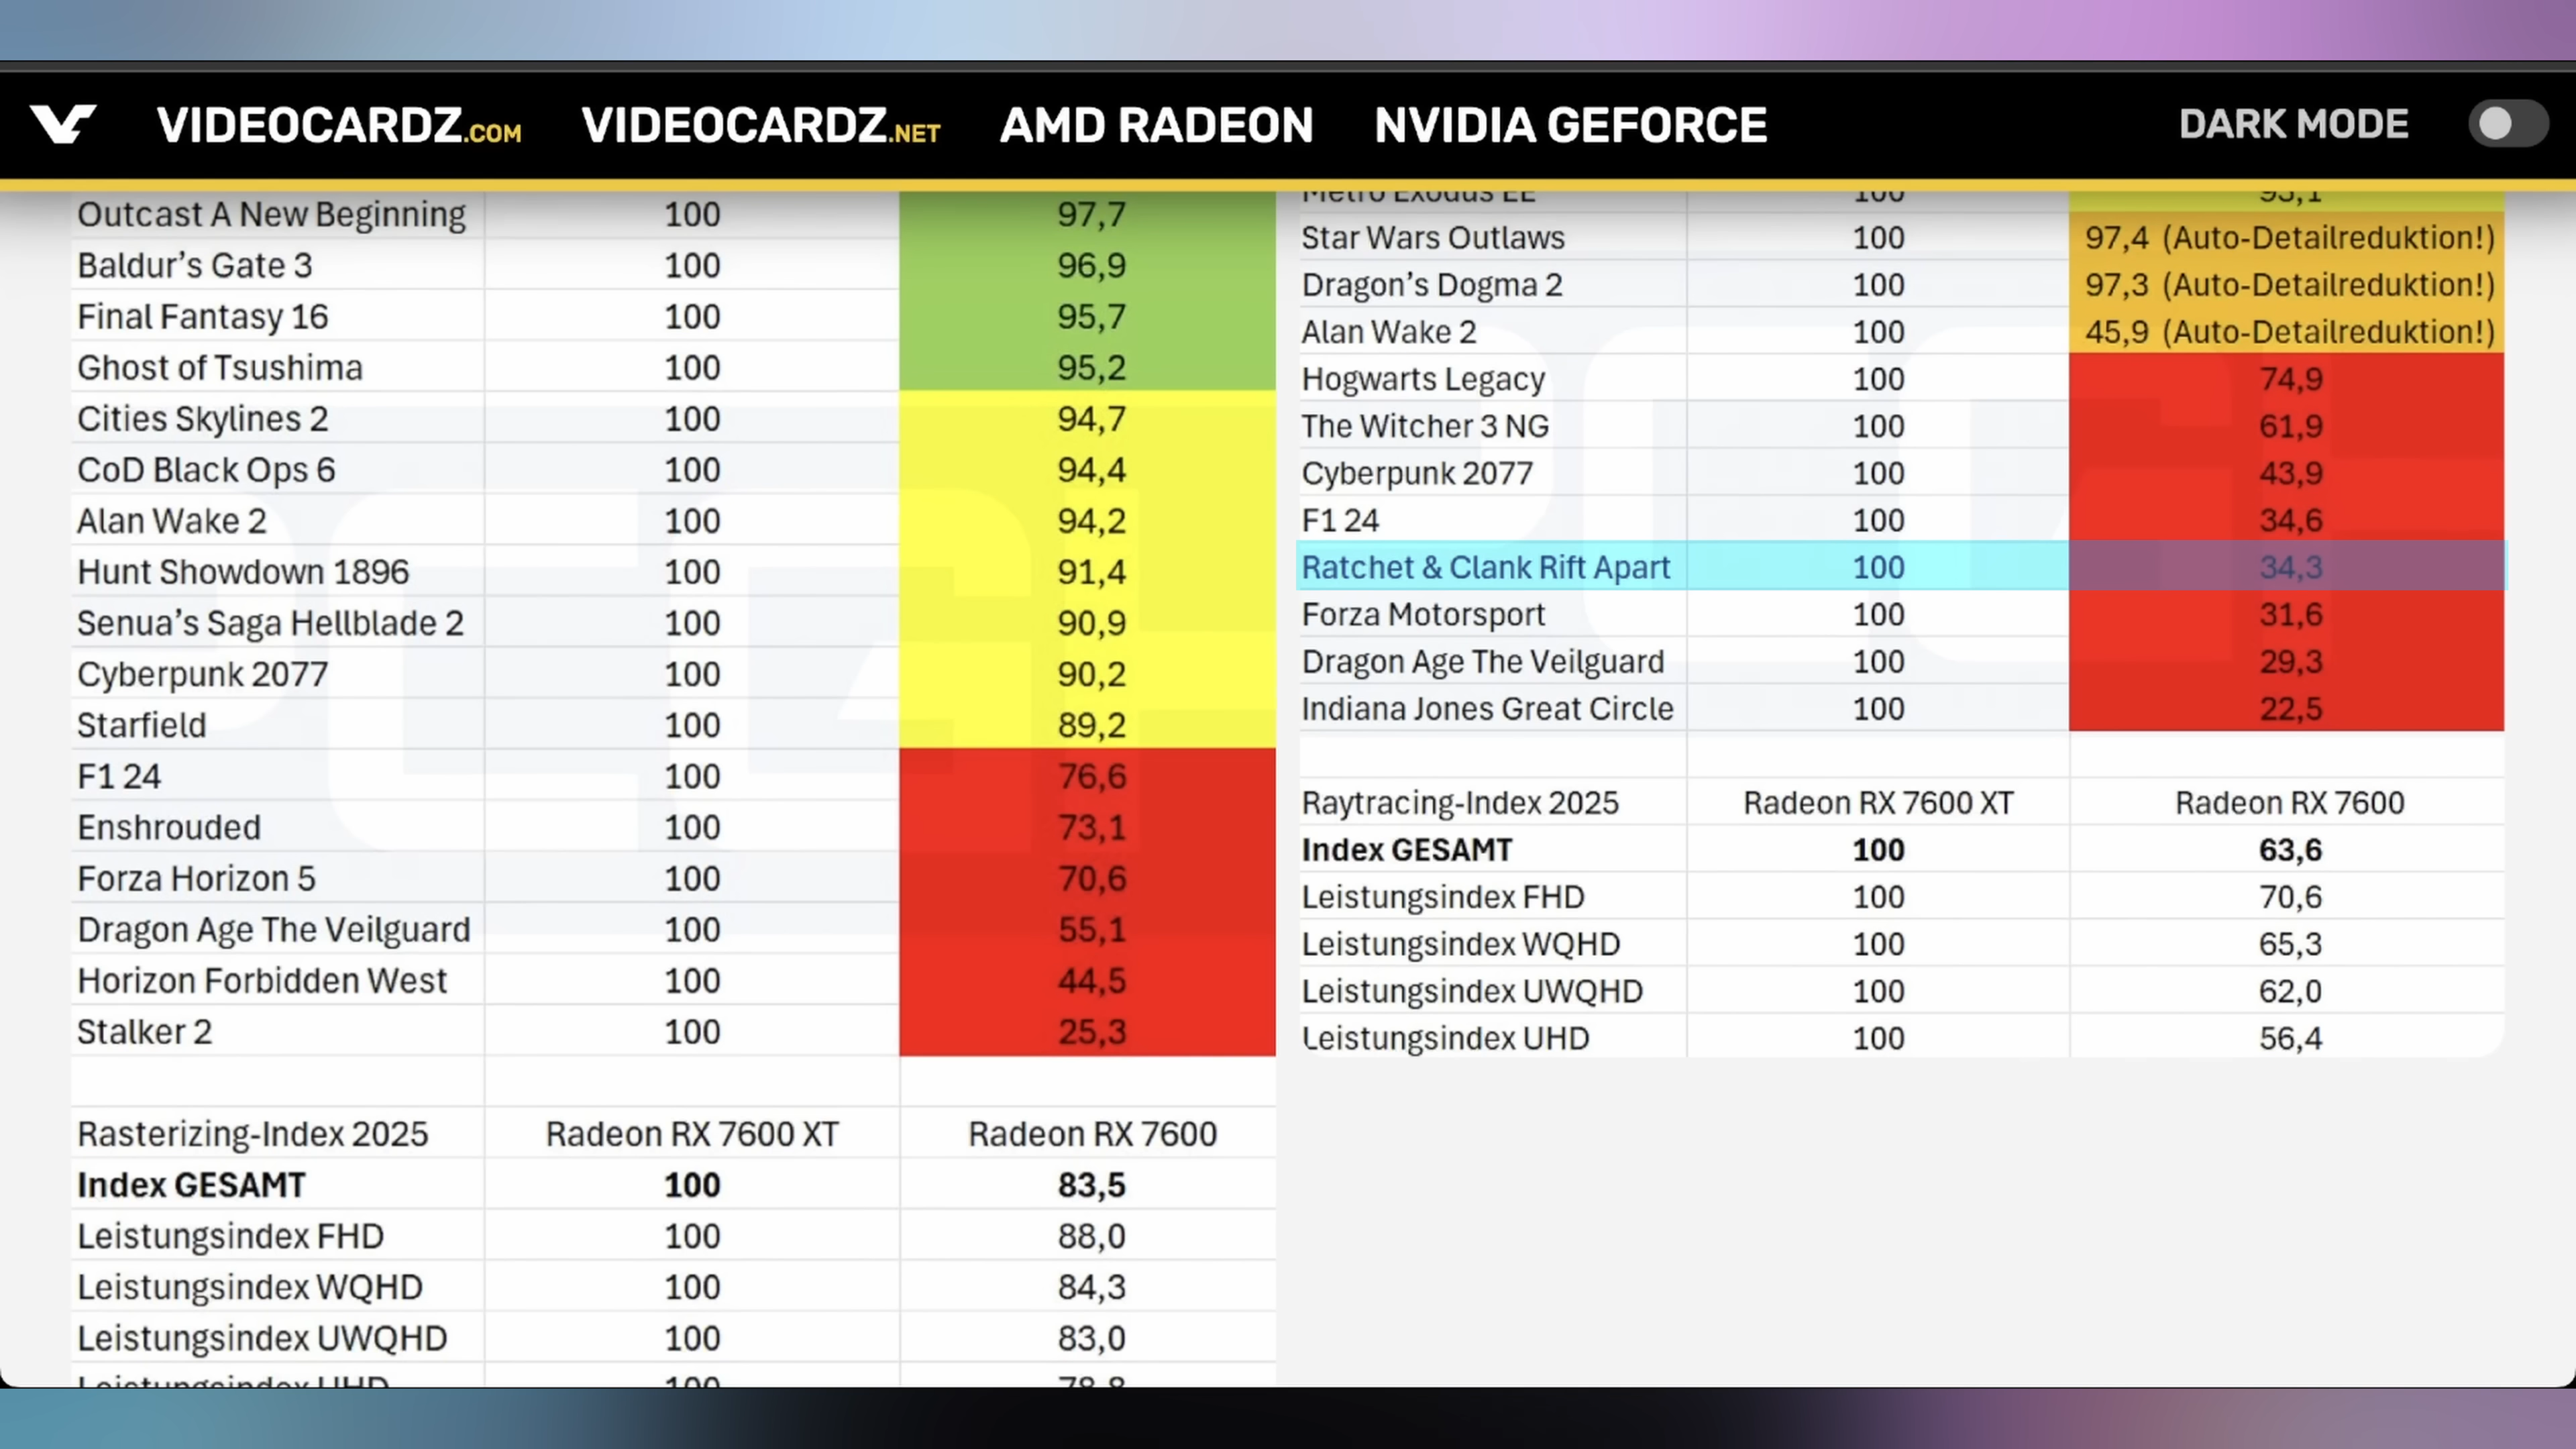 VIDEOCARDZ.COM VIDEOCARDZ.NET AMD RADEON NVIDIA GEFORCE DARK MODE
Outcast A New Beginning 100 97,7
Baldur’s Gate 3 100 96,9
Final Fantasy 16 100 95,7
Ghost of Tsushima 100 95,2
Cities Skylines 2 100 94,7
CoD Black Ops 6 100 94,4
Alan Wake 2 100 94,2
Hunt Showdown 1896 100 91,4
Senua’s Saga Hellblade 2 100 90,9
Cyberpunk 2077 100 90,2
Starfield 100 89,2
F1 24 100 76,6
Enshrouded 100 73,1
Forza Horizon 5 100 70,6
Dragon Age The Veilguard 100 55,1
Horizon Forbidden West 100 44,5
Stalker 2 100 25,3
Rasterizing-Index 2025 Radeon RX 7600 XT Radeon RX 7600
Index GESAMT 100 83,5
Leistungsindex FHD 100 88,0
Leistungsindex WQHD 100 84,3
Leistungsindex UWQHD 100 83,0
Leistungsindex UHD 100 78,8
Metro Exodus EE 100 95,1
Star Wars Outlaws 100 97,4 (Auto-Detailreduktion!)
Dragon’s Dogma 2 100 97,3 (Auto-Detailreduktion!)
Alan Wake 2 100 45,9 (Auto-Detailreduktion!)
Hogwarts Legacy 100 74,9
The Witcher 3 NG 100 61,9
Cyberpunk 2077 100 43,9
F1 24 100 34,6
Ratchet & Clank Rift Apart 100 34,3
Forza Motorsport 100 31,6
Dragon Age The Veilguard 100 29,3
Indiana Jones Great Circle 100 22,5
Raytracing-Index 2025 Radeon RX 7600 XT Radeon RX 7600
Index GESAMT 100 63,6
Leistungsindex FHD 100 70,6
Leistungsindex WQHD 100 65,3
Leistungsindex UWQHD 100 62,0
Leistungsindex UHD 100 56,4